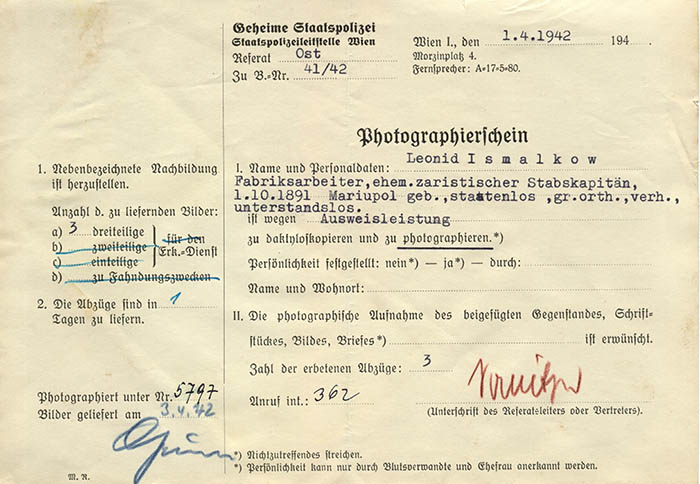 Geheime Staatspolizei
Staatspolizeileitstelle Wien
Referat Ost
Zu B.=Nr. 41/42
Wien I., den 1.4.1942 194
Morzinplatz 4.
Fernsprecher: A=17=5=80.
Photographierschein
1. Nebenbezeichnete Nachbildung
ist herzustellen.
Anzahl d. zu liefernden Bilder:
a) 3 dreiteilige
b) zweiteilige
c) einteilige
für den
Erk.=Dienst
d) zu Fahndungszwecken
2. Die Abzüge sind in 1
Tagen zu liefern.
Photographiert unter Nr. 5797
Bilder geliefert am 3.4.42
M. R.
I. Name und Personaldaten: Leonid Ismalkow
Fabriksarbeiter,ehem.zaristischer Stabskapitän,
1.10.1891 Mariupol geb.,staatenlos,gr.orth.,verh.,
unterstandslos.
ist wegen Ausweisleistung
zu daktyloskopieren und zu photographieren.*)
Persönlichkeit festgestellt: nein*) — ja*) — durch:
Name und Wohnort:
II. Die photographische Aufnahme des beigefügten Gegenstandes, Schrift=
stückes, Bildes, Briefes*) ist erwünscht.
Zahl der erbetenen Abzüge: 3
Anruf int.: 362
(Unterschrift des Referatsleiters oder Vertreters).
*) Nichtzutreffendes streichen.
*) Persönlichkeit kann nur durch Blutsverwandte und Ehefrau anerkannt werden.